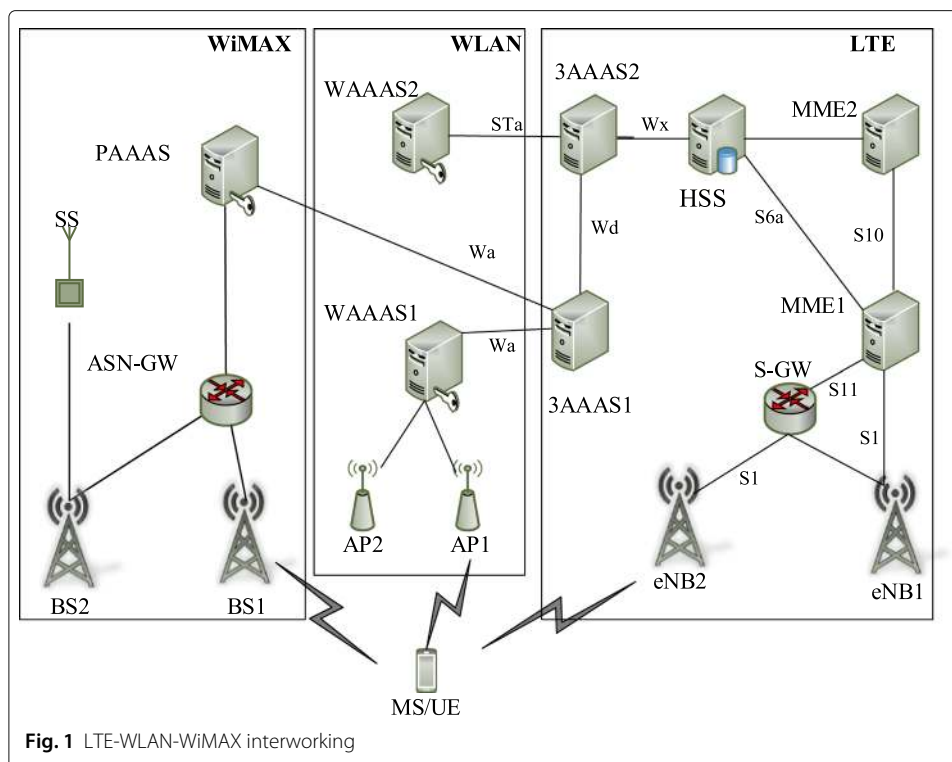 WiMAX
WLAN
LTE
WAAAS2
3AAAS2
MME2
STa
Wx
PAAAS
HSS
SS
S6a
Wd
S10
Wa
WAAAS1
MME1
Wa
ASN-GW
S-GW
S11
3AAAS1
S1
S1
AP2
AP1
eNB2
eNB1
BS2
BS1
MS/UE
Fig. 1 LTE-WLAN-WiMAX interworking